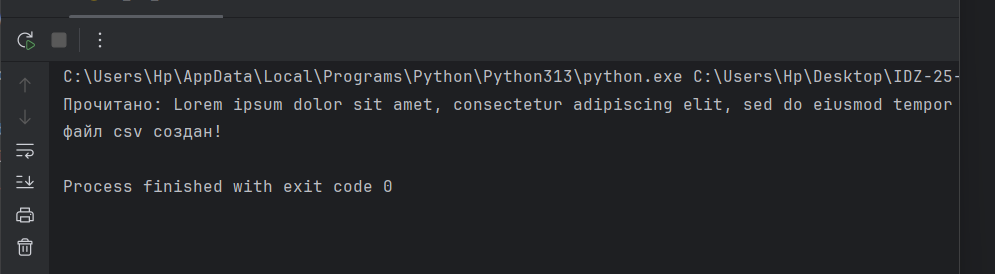 C:\Users\Hp\AppData\Local\Programs\Python\Python313\python.exe C:\Users\Hp\Desktop\IDZ-25-
Прочитано: Lorem ipsum dolor sit amet, consectetur adipiscing elit, sed do eiusmod tempor
файл csv создан!
Process finished with exit code 0